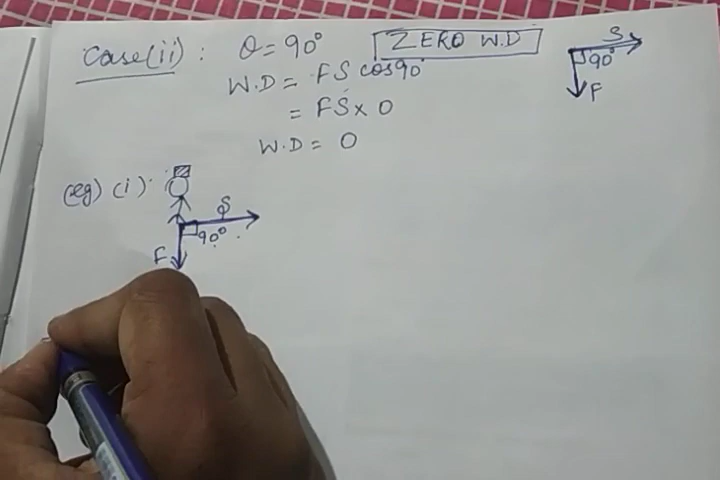 Case(ii) : θ = 90° ZERO W.D
W.D = FS cos90°
= FS x 0
W.D = 0
S
90°
F
(eg) (i).
S
90°.
F